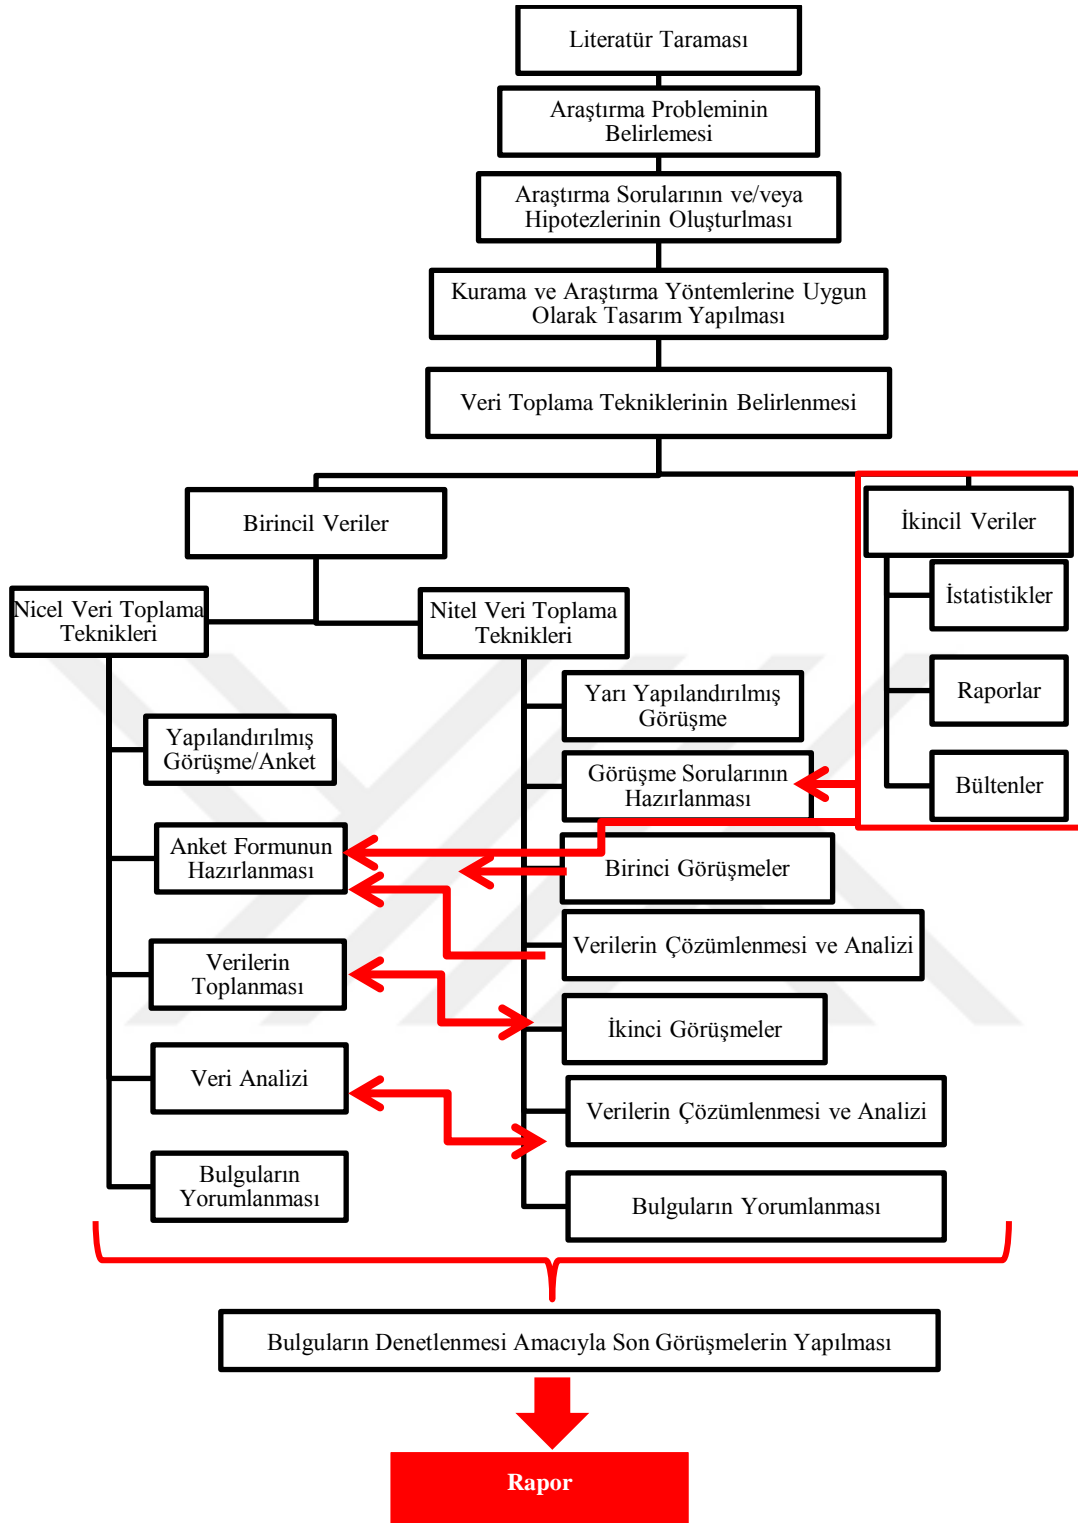 Literatür Taraması
Araştırma Probleminin
Belirlemesi
Araştırma Sorularının ve/veya
Hipotezlerinin Oluşturlması
Kurama ve Araştırma Yöntemlerine Uygun
Olarak Tasarım Yapılması
Veri Toplama Tekniklerinin Belirlenmesi
Birincil Veriler
İkincil Veriler
İstatistikler
Raporlar
Bültenler
Nicel Veri Toplama
Teknikleri
Yapılandırılmış
Görüşme/Anket
Anket Formunun
Hazırlanması
Verilerin
Toplanması
Veri Analizi
Bulguların
Yorumlanması
Nitel Veri Toplama
Teknikleri
Yarı Yapılandırılmış
Görüşme
Görüşme Sorularının
Hazırlanması
Birinci Görüşmeler
Verilerin Çözümlenmesi ve Analizi
İkinci Görüşmeler
Verilerin Çözümlenmesi ve Analizi
Bulguların Yorumlanması
Bulguların Denetlenmesi Amacıyla Son Görüşmelerin Yapılması
Rapor